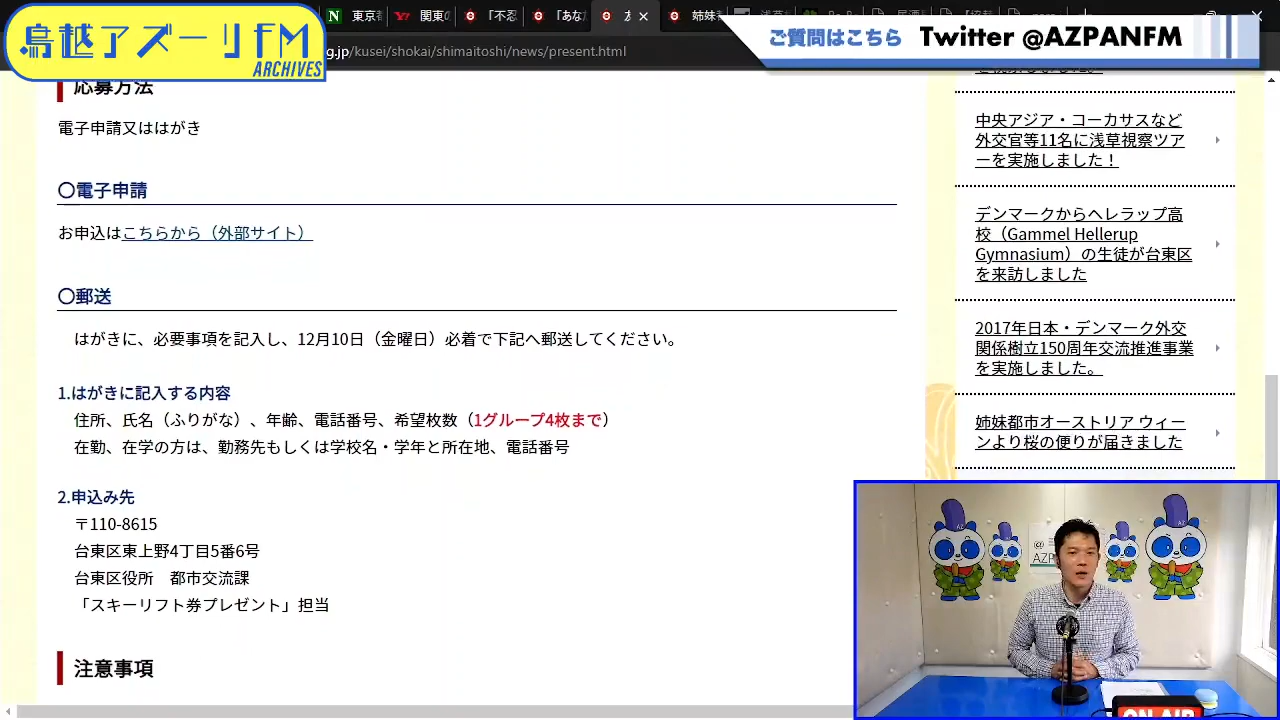 鳥越アズーリFM
ARCHIVES
東京都
関東の
「不忍
「あな
友
姉妹都
ご質問はこちら Twitter @AZPANFM
g.jp/kusei/shokai/shimaitoshi/news/present.html
応募方法
電子申請又ははがき
〇電子申請
お申込はこちらから（外部サイト）
〇郵送
はがきに、必要事項を記入し、12月10日（金曜日）必着で下記へ郵送してください。
1.はがきに記入する内容
住所、氏名（ふりがな）、年齢、電話番号、希望枚数（1グループ4枚まで）
在勤、在学の方は、勤務先もしくは学校名・学年と所在地、電話番号
2.申込み先
〒110-8615
台東区東上野4丁目5番6号
台東区役所　都市交流課
「スキーリフト券プレゼント」担当
注意事項
中央アジア・コーカサスなど
外交官等11名に浅草視察ツア
ーを実施しました！
デンマークからヘレラップ高
校（Gammel Hellerup
Gymnasium）の生徒が台東区
を来訪しました
2017年日本・デンマーク外交
関係樹立150周年交流推進事業
を実施しました。
姉妹都市オーストリア ウィー
ンより桜の便りが届きました
ON AIR